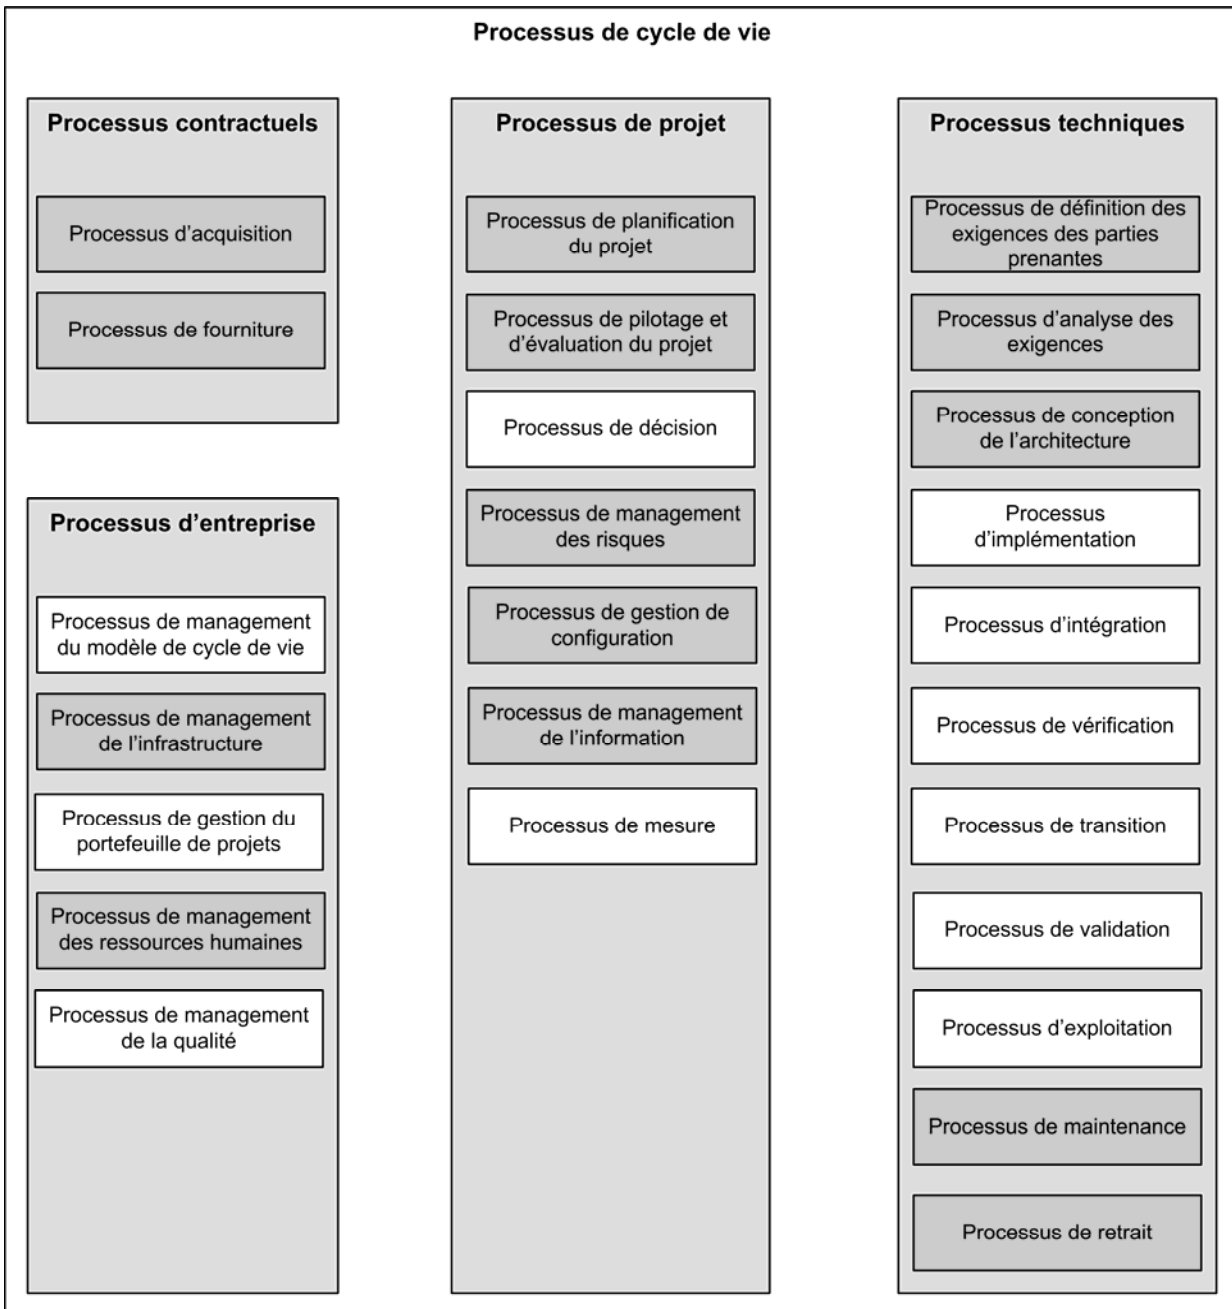 Processus de cycle de vie
Processus contractuels
Processus d’acquisition
Processus de fourniture
Processus d’entreprise
Processus de management
du modèle de cycle de vie
Processus de management
de l’infrastructure
Processus de gestion du
portefeuille de projets
Processus de management
des ressources humaines
Processus de management
de la qualité
Processus de projet
Processus de planification
du projet
Processus de pilotage et
d’évaluation du projet
Processus de décision
Processus de management
des risques
Processus de gestion de
configuration
Processus de management
de l’information
Processus de mesure
Processus techniques
Processus de définition des
exigences des parties
prenantes
Processus d’analyse des
exigences
Processus de conception
de l’architecture
Processus
d’implémentation
Processus d’intégration
Processus de vérification
Processus de transition
Processus de validation
Processus d’exploitation
Processus de maintenance
Processus de retrait